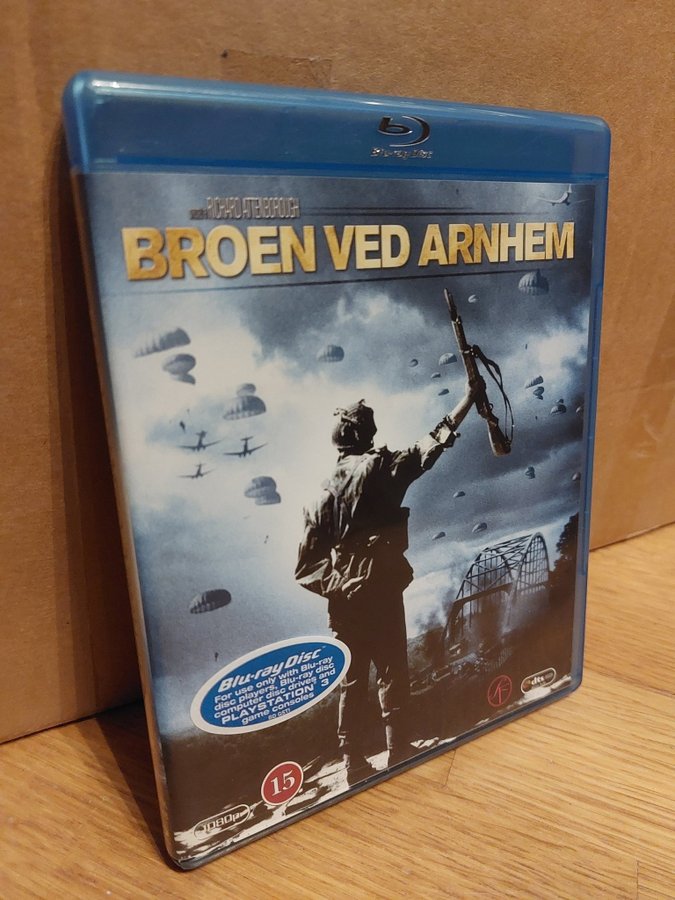 Blu-ray Disc
RICHARD ATTENBOROUGH
BROEN VED ARNHEM
Blu-ray Disc
For use only with Blu-ray
disc players, Blu-ray disc
computer disc drives and
PLAYSTATION 3
game consoles
15
1080p
dts